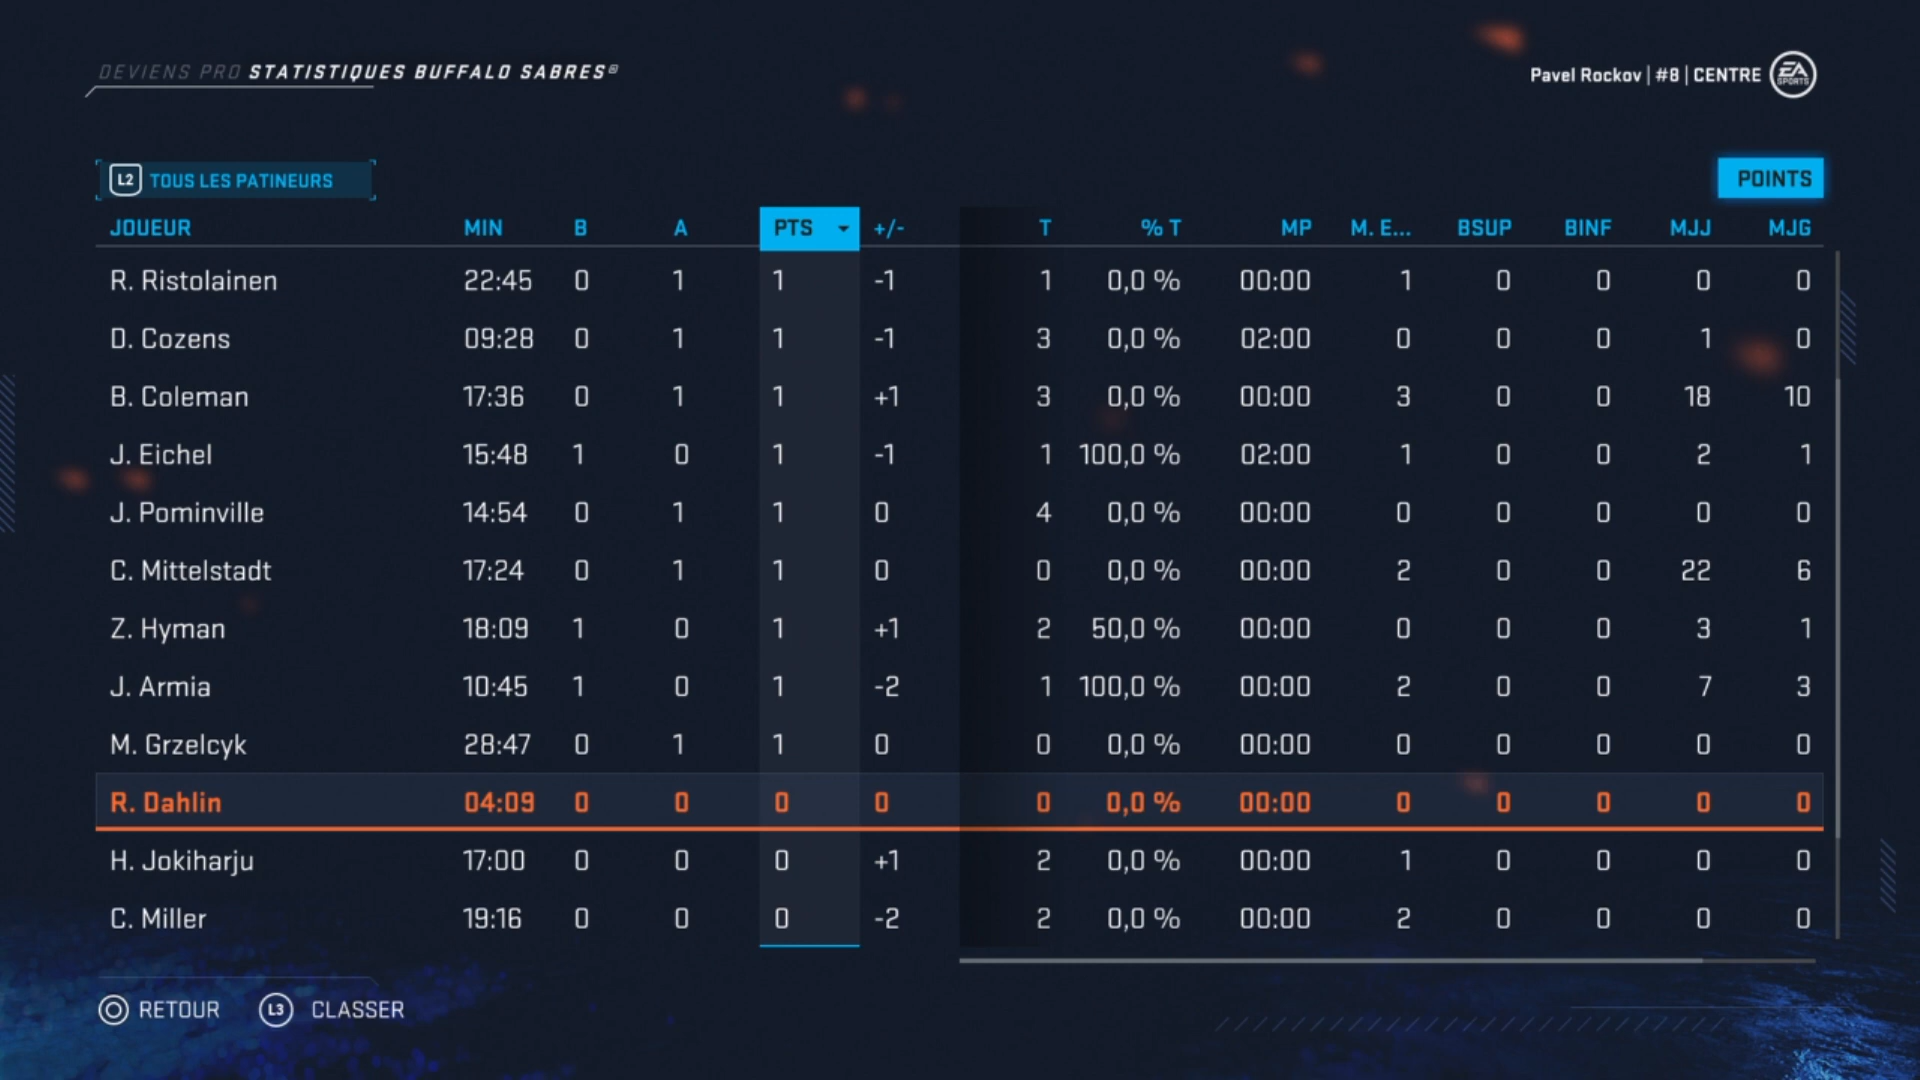 DEVIENS PRO STATISTIQUES BUFFALO SABRES
Pavel Rockov | #8 | CENTRE EA SPORTS
L2 TOUS LES PATINEURS
POINTS
JOUEUR MIN B A PTS +/- T % T MP M. E... BSUP BINF MJJ MJG
R. Ristolainen 22:45 0 1 1 -1 1 0,0 % 00:00 1 0 0 0 0
D. Cozens 09:28 0 1 1 -1 3 0,0 % 02:00 0 0 0 1 0
B. Coleman 17:36 0 1 1 +1 3 0,0 % 00:00 3 0 0 18 10
J. Eichel 15:48 1 0 1 -1 1 100,0 % 02:00 1 0 0 2 1
J. Pominville 14:54 0 1 1 0 4 0,0 % 00:00 0 0 0 0 0
C. Mittelstadt 17:24 0 1 1 0 0 0,0 % 00:00 2 0 0 22 6
Z. Hyman 18:09 1 0 1 +1 2 50,0 % 00:00 0 0 0 3 1
J. Armia 10:45 1 0 1 -2 1 100,0 % 00:00 2 0 0 7 3
M. Grzelcyk 28:47 0 1 1 0 0 0,0 % 00:00 0 0 0 0 0
R. Dahlin 04:09 0 0 0 0 0 0,0 % 00:00 0 0 0 0 0
H. Jokiharju 17:00 0 0 0 +1 2 0,0 % 00:00 1 0 0 0 0
C. Miller 19:16 0 0 0 -2 2 0,0 % 00:00 2 0 0 0 0
RETOUR L3 CLASSER